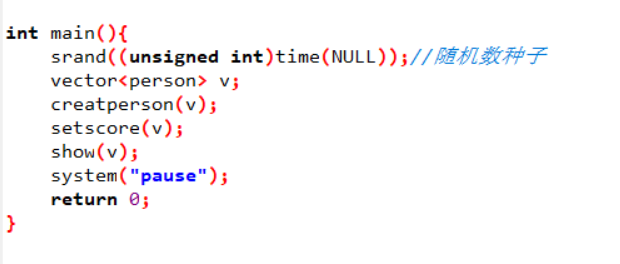 int main(){
    srand((unsigned int)time(NULL));//随机数种子
    vector<person> v;
    creatperson(v);
    setscore(v);
    show(v);
    system("pause");
    return 0;
}